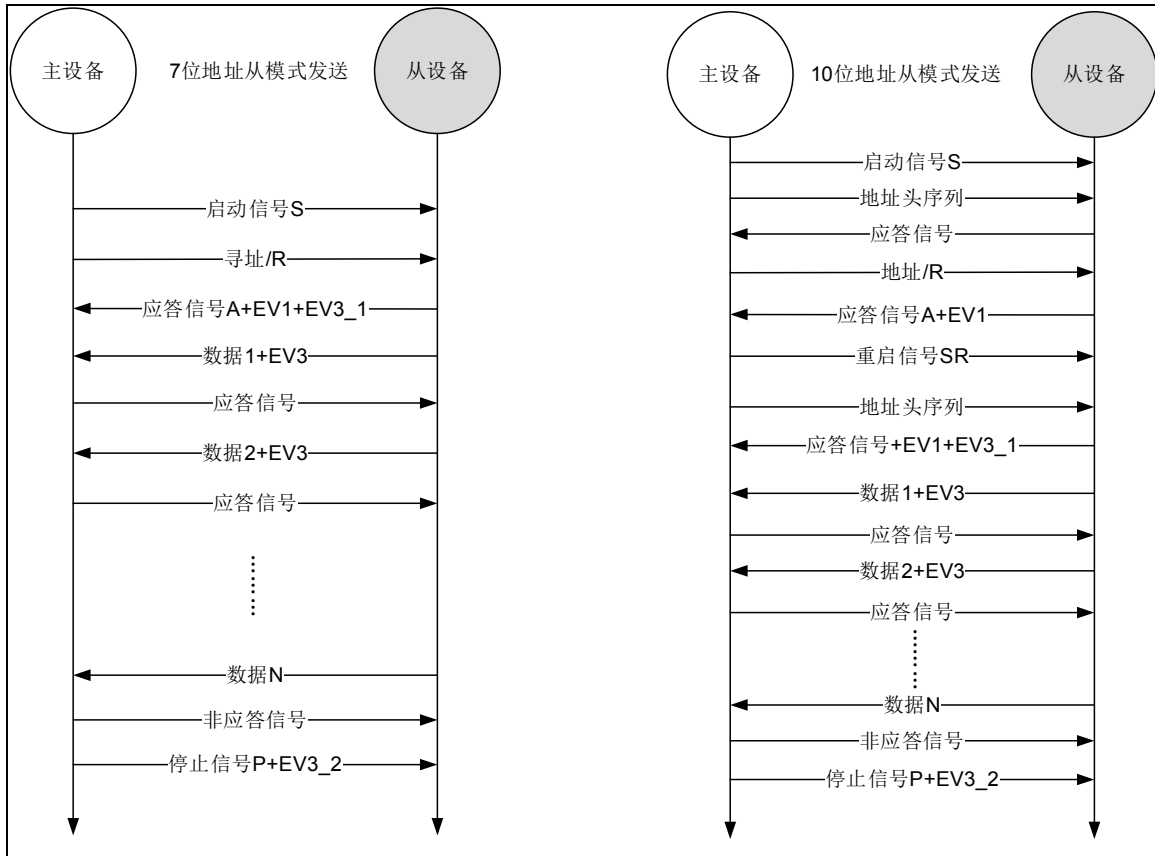 主设备
7位地址从模式发送
从设备
启动信号S
寻址/R
应答信号A+EV1+EV3_1
数据1+EV3
应答信号
数据2+EV3
应答信号
数据N
非应答信号
停止信号P+EV3_2
主设备
10位地址从模式发送
从设备
启动信号S
地址头序列
应答信号
地址/R
应答信号A+EV1
重启信号SR
地址头序列
应答信号+EV1+EV3_1
数据1+EV3
应答信号
数据2+EV3
应答信号
数据N
非应答信号
停止信号P+EV3_2